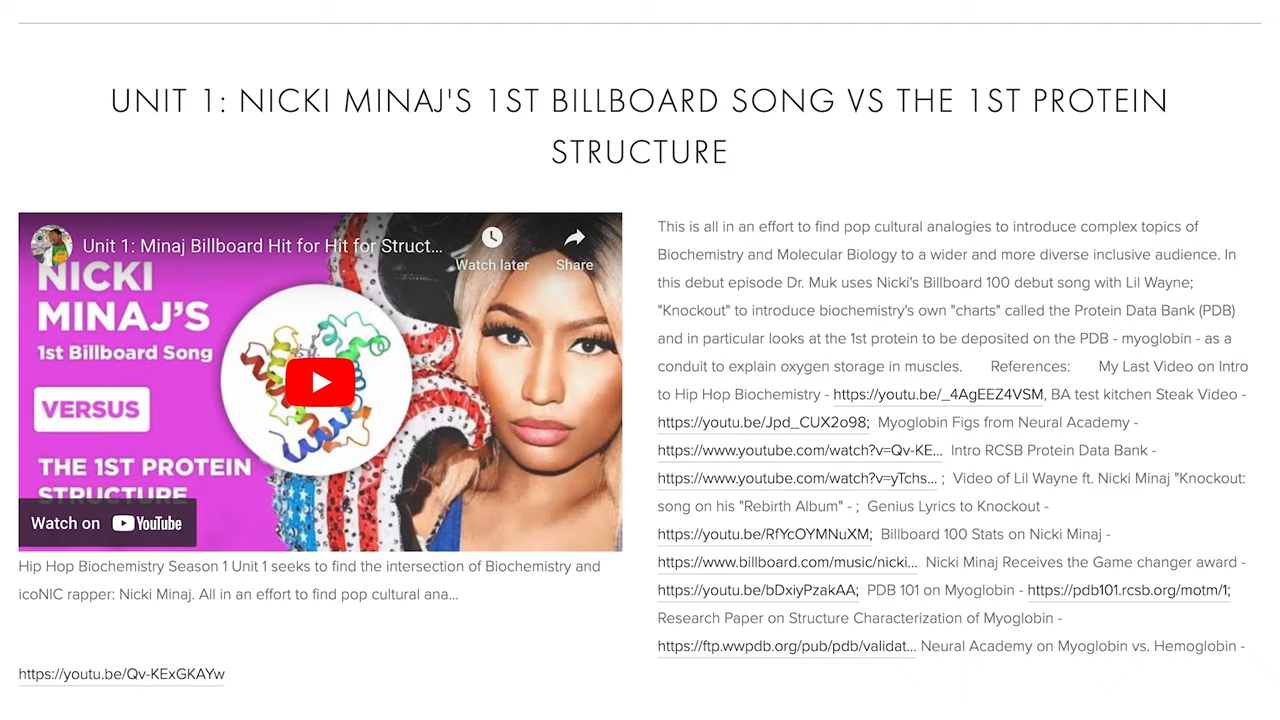 UNIT 1: NICKI MINAJ'S 1ST BILLBOARD SONG VS THE 1ST PROTEIN
STRUCTURE
Unit 1: Minaj Billboard Hit for Hit for Struct...
Watch later
Share
NICKI
MINAJ'S
1st Billboard Song
VERSUS
THE 1ST PROTEIN
STRUCTURE
Watch on YouTube
Hip Hop Biochemistry Season 1 Unit 1 seeks to find the intersection of Biochemistry and
icoNIC rapper: Nicki Minaj. All in an effort to find pop cultural ana...
https://youtu.be/Qv-KExGKAYw
This is all in an effort to find pop cultural analogies to introduce complex topics of
Biochemistry and Molecular Biology to a wider and more diverse inclusive audience. In
this debut episode Dr. Muk uses Nicki's Billboard 100 debut song with Lil Wayne;
"Knockout" to introduce biochemistry's own "charts" called the Protein Data Bank (PDB)
and in particular looks at the 1st protein to be deposited on the PDB - myoglobin - as a
conduit to explain oxygen storage in muscles. References: My Last Video on Intro
to Hip Hop Biochemistry - https://youtu.be/_4AgEEZ4VSM, BA test kitchen Steak Video -
https://youtu.be/Jpd_CUX2o98; Myoglobin Figs from Neural Academy -
https://www.youtube.com/watch?v=Qv-KE... Intro RCSB Protein Data Bank -
https://www.youtube.com/watch?v=yTchs... ; Video of Lil Wayne ft. Nicki Minaj "Knockout:
song on his "Rebirth Album" - ; Genius Lyrics to Knockout -
https://youtu.be/RfYcOYMNuXM; Billboard 100 Stats on Nicki Minaj -
https://www.billboard.com/music/nicki... Nicki Minaj Receives the Game changer award -
https://youtu.be/bDxiyPzakAA; PDB 101 on Myoglobin - https://pdb101.rcsb.org/motm/1;
Research Paper on Structure Characterization of Myoglobin -
https://ftp.wwpdb.org/pub/pdb/validat... Neural Academy on Myoglobin vs. Hemoglobin -